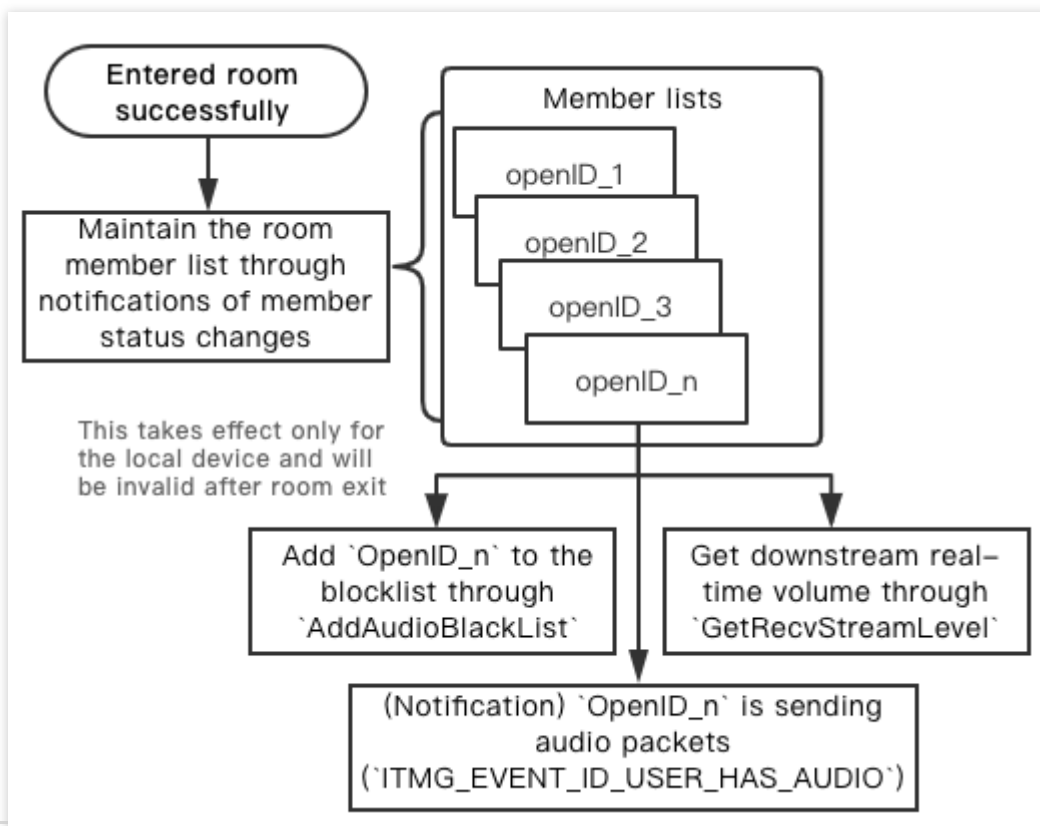 Entered room
successfully
Member lists
openID_1
openID_2
openID_3
openID_n
Maintain the room
member list through
notifications of member
status changes
This takes effect only for
the local device and will
be invalid after room exit
Add `OpenID_n` to the
blocklist through
`AddAudioBlackList`
Get downstream real-
time volume through
`GetRecvStreamLevel`
(Notification) `OpenID_n` is sending
audio packets
(`ITMG_EVENT_ID_USER_HAS_AUDIO`)